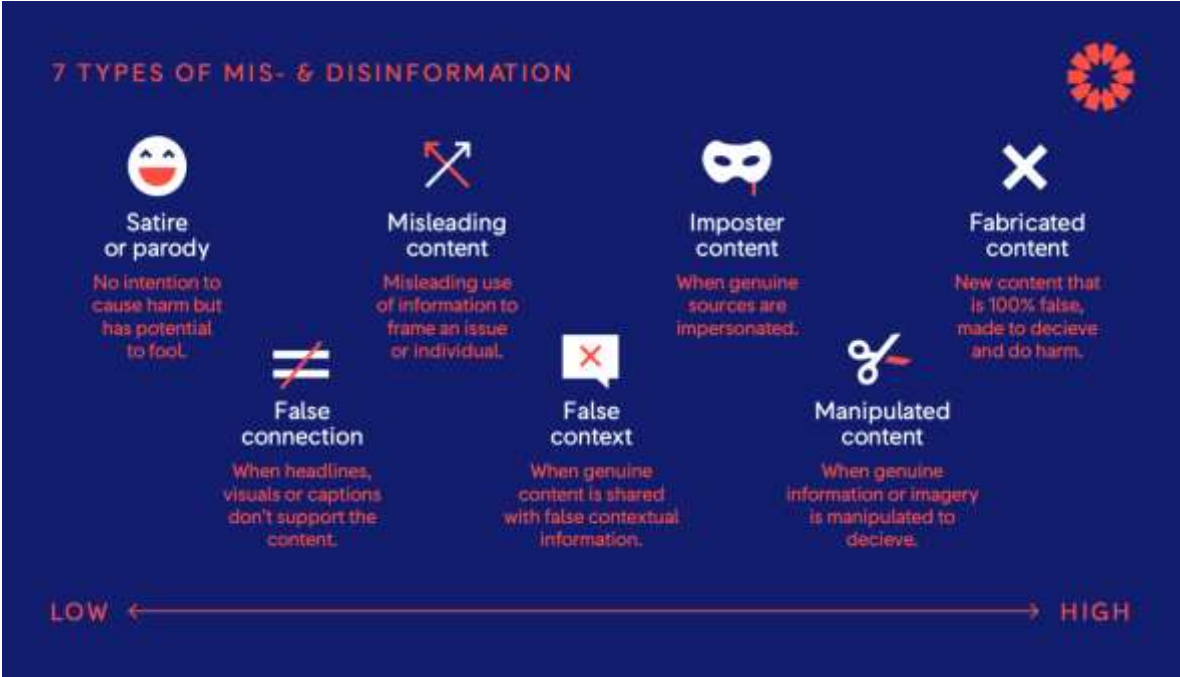 7 TYPES OF MIS- & DISINFORMATION
Satire
or parody
No intention to
cause harm but
has potential
to fool.
False
connection
When headlines,
visuals or captions
don't support the
content.
Misleading
content
Misleading use
of information to
frame an issue
or individual.
False
context
When genuine
content is shared
with false contextual
information.
Imposter
content
When genuine
sources are
impersonated.
Manipulated
content
When genuine
information or imagery
is manipulated to
decieve.
Fabricated
content
New content that
is 100% false,
made to decieve
and do harm.
LOW
HIGH